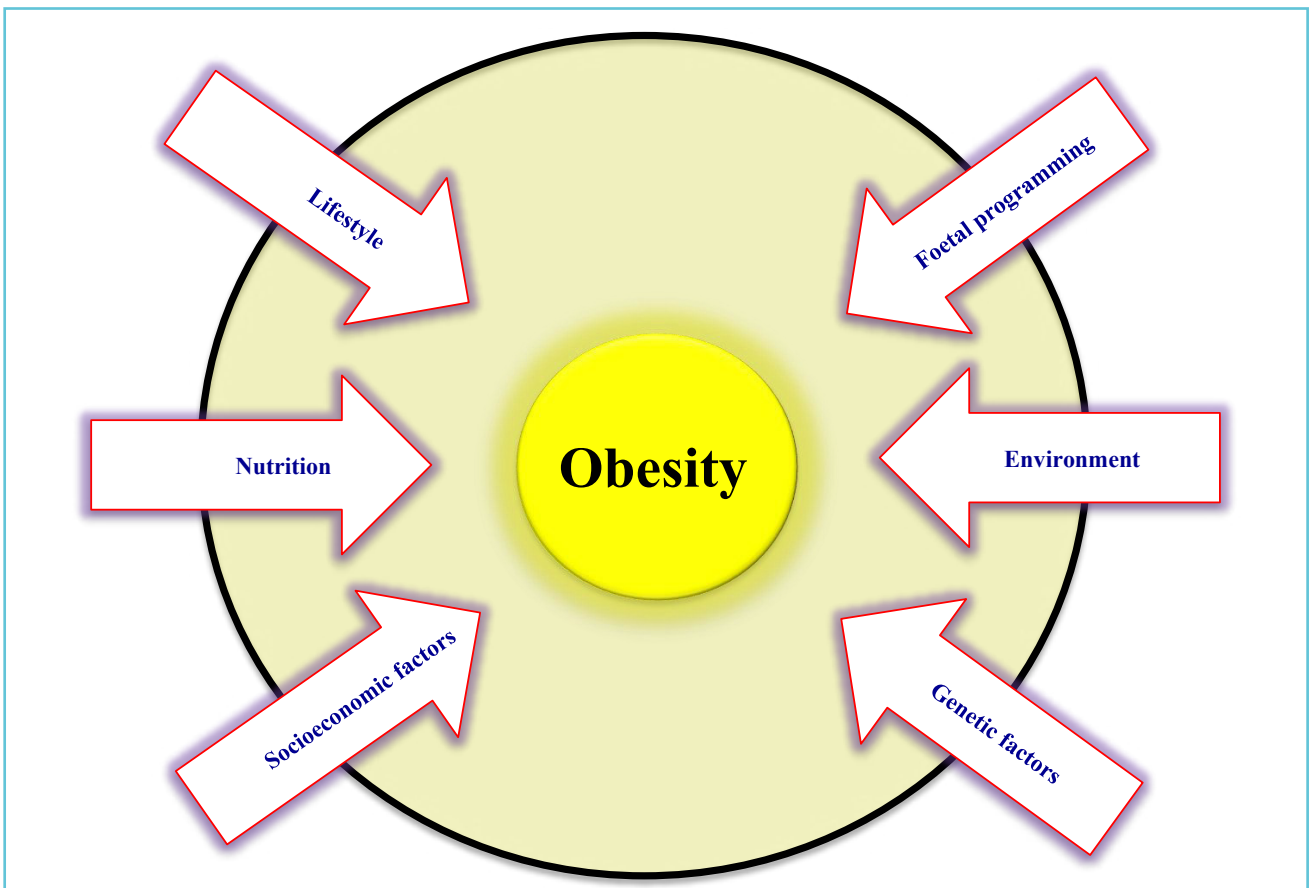 Lifestyle
Foetal programming
Nutrition
Obesity
Environment
Socioeconomic factors
Genetic factors